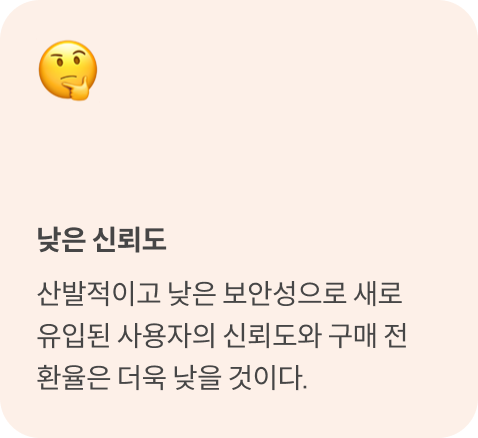 낮은 신뢰도
산발적이고 낮은 보안성으로 새로
유입된 사용자의 신뢰도와 구매 전
환율은 더욱 낮을 것이다.